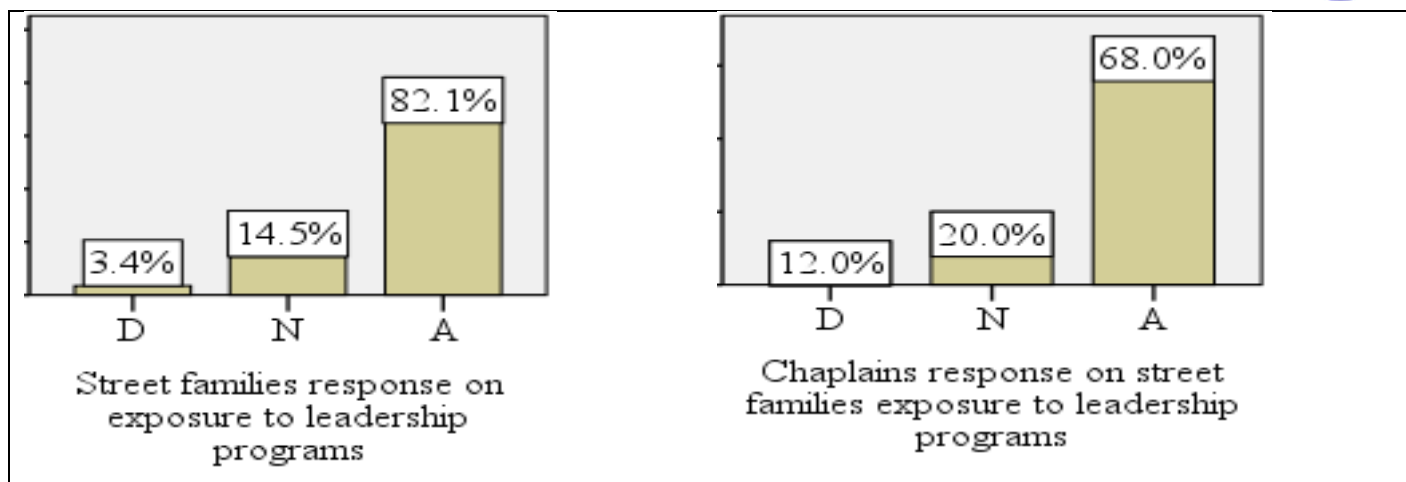 82.1%
14.5%
3.4%
D N A
Street families response on
exposure to leadership
programs
68.0%
20.0%
12.0%
D N A
Chaplains response on street
families exposure to leadership
programs